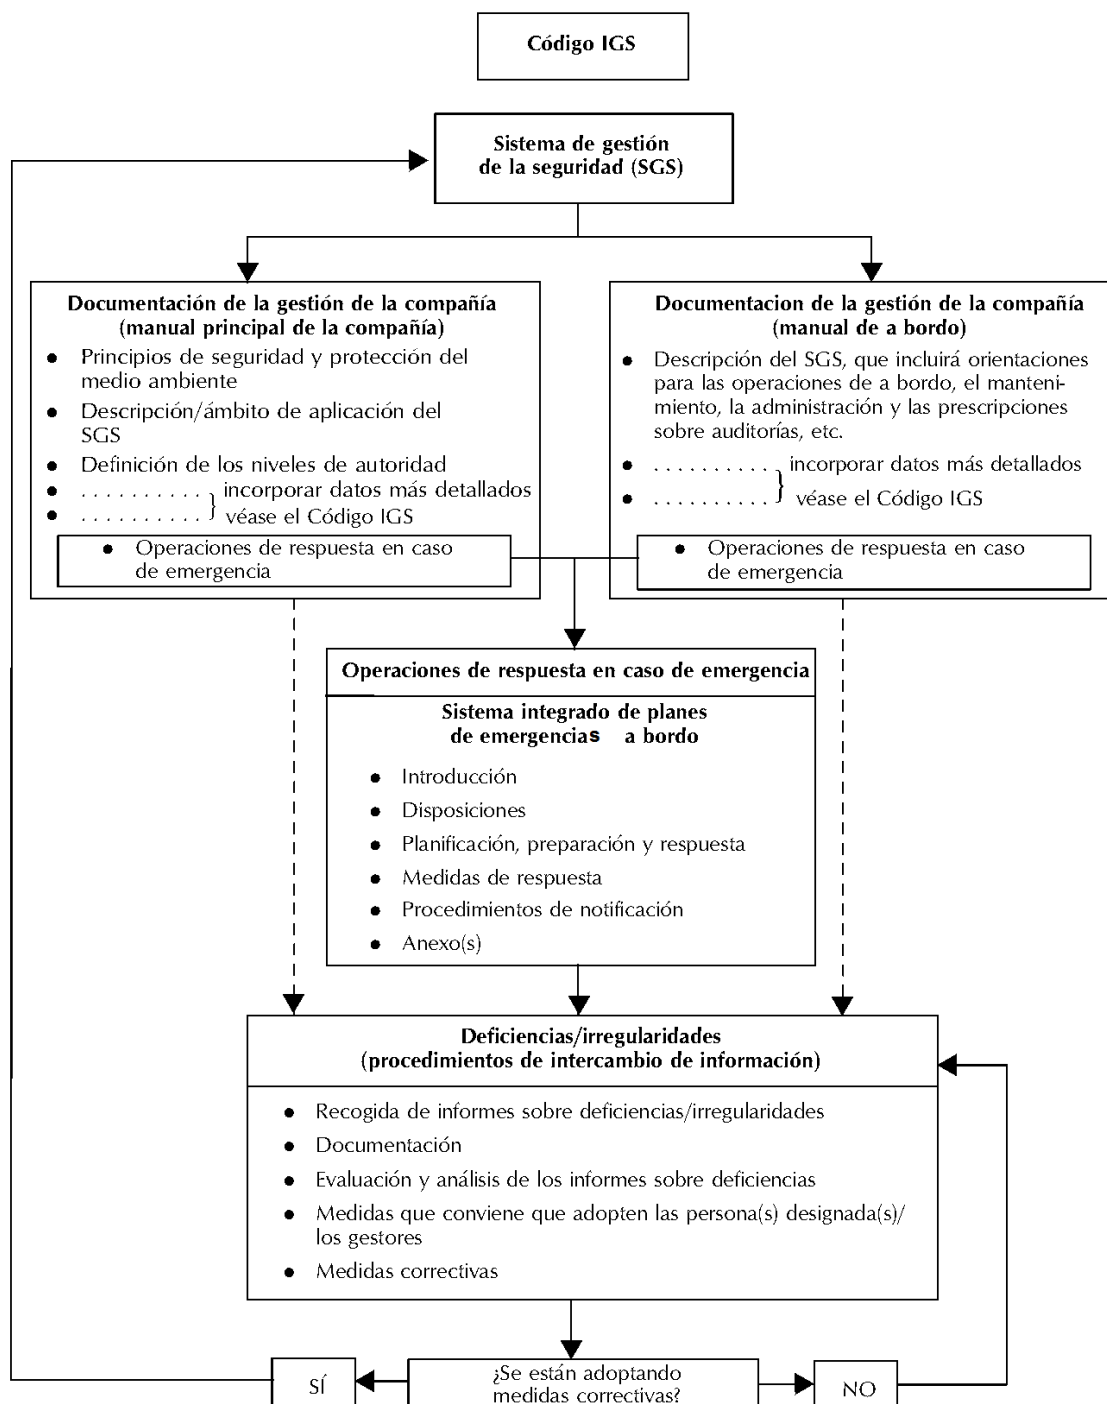 Código IGS
Sistema de gestión
de la seguridad (SGS)
Documentación de la gestión de la compañía
(manual principal de la compañía)
● Principios de seguridad y protección del
medio ambiente
● Descripción/ámbito de aplicación del
SGS
● Definición de los niveles de autoridad
● . . . . . . . . . . } incorporar datos más detallados
● . . . . . . . . . . véase el Código IGS
● Operaciones de respuesta en caso
de emergencia
Documentacion de la gestión de la compañía
(manual de a bordo)
● Descripción del SGS, que incluirá orientaciones
para las operaciones de a bordo, el manteni-
miento, la administración y las prescripciones
sobre auditorías, etc.
● . . . . . . . . . . } incorporar datos más detallados
● . . . . . . . . . . véase el Código IGS
● Operaciones de respuesta en caso
de emergencia
Operaciones de respuesta en caso de emergencia
Sistema integrado de planes
de emergencias a bordo
● Introducción
● Disposiciones
● Planificación, preparación y respuesta
● Medidas de respuesta
● Procedimientos de notificación
● Anexo(s)
Deficiencias/irregularidades
(procedimientos de intercambio de información)
● Recogida de informes sobre deficiencias/irregularidades
● Documentación
● Evaluación y análisis de los informes sobre deficiencias
● Medidas que conviene que adopten las persona(s) designada(s)/
los gestores
● Medidas correctivas
SÍ
¿Se están adoptando
medidas correctivas?
NO